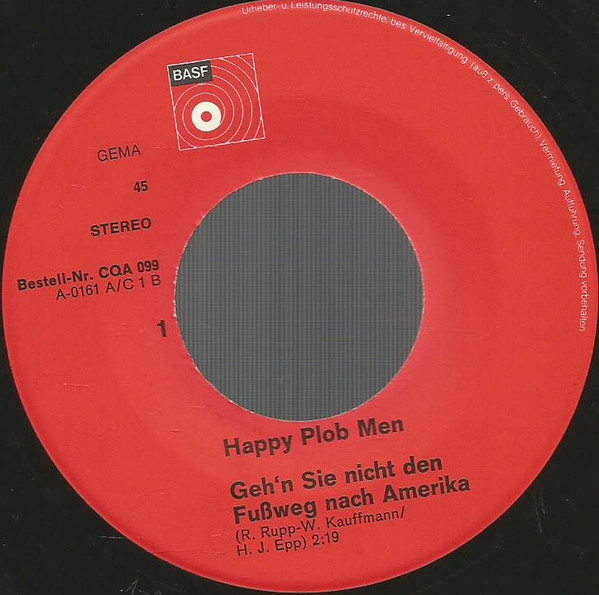 Urheber- u. Leistungsschutzrechte, bes. Vervielfältigung, (auß. z. pers. Gebrauch), Vermietung, Aufführung, Sendung vorbehalten
BASF
GEMA
45
STEREO
Bestell-Nr. CQA 099
A-0161 A/C 1 B
1
Happy Plob Men
Geh'n Sie nicht den
Fußweg nach Amerika
(R. Rupp-W. Kauffmann/
H. J. Epp) 2:19